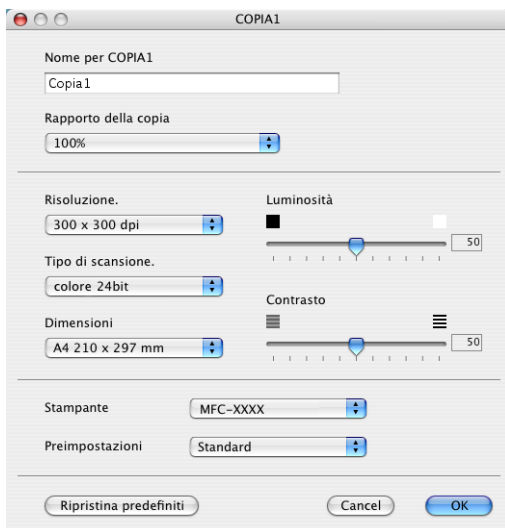 COPIA1
Nome per COPIA1
Copia1
Rapporto della copia
100%
Risoluzione.
300 x 300 dpi
Tipo di scansione.
colore 24bit
Dimensioni
A4 210 x 297 mm
Luminosità
50
Contrasto
50
Stampante
MFC-XXXX
Preimpostazioni
Standard
Ripristina predefiniti
Cancel
OK